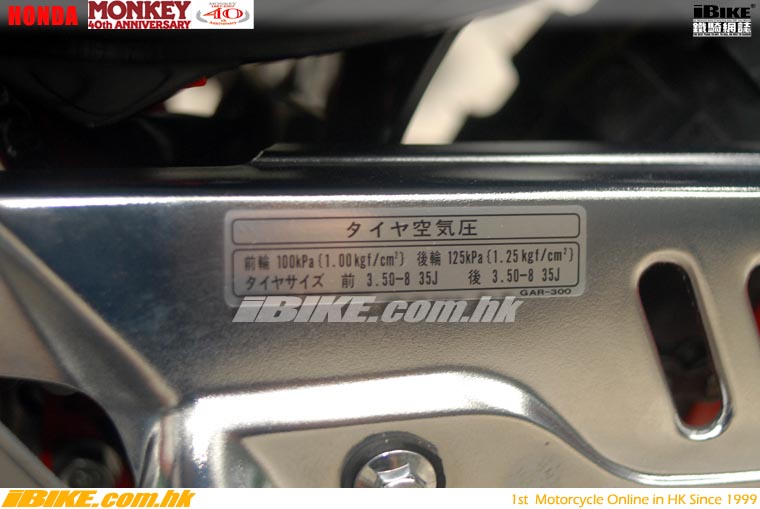 HONDA MONKEY 40th ANNIVERSARY 40 iBIKE
鐵騎網誌
タイヤ空気圧
前輪 100kPa{1.00kgf/cm²} 後輪 125kPa{1.25kgf/cm²}
タイヤサイズ 前 3.50-8 35J 後 3.50-8 35J
GAR-300
iBIKE.com.hk
iBIKE.com.hk 1st Motorcycle Online in HK Since 1999